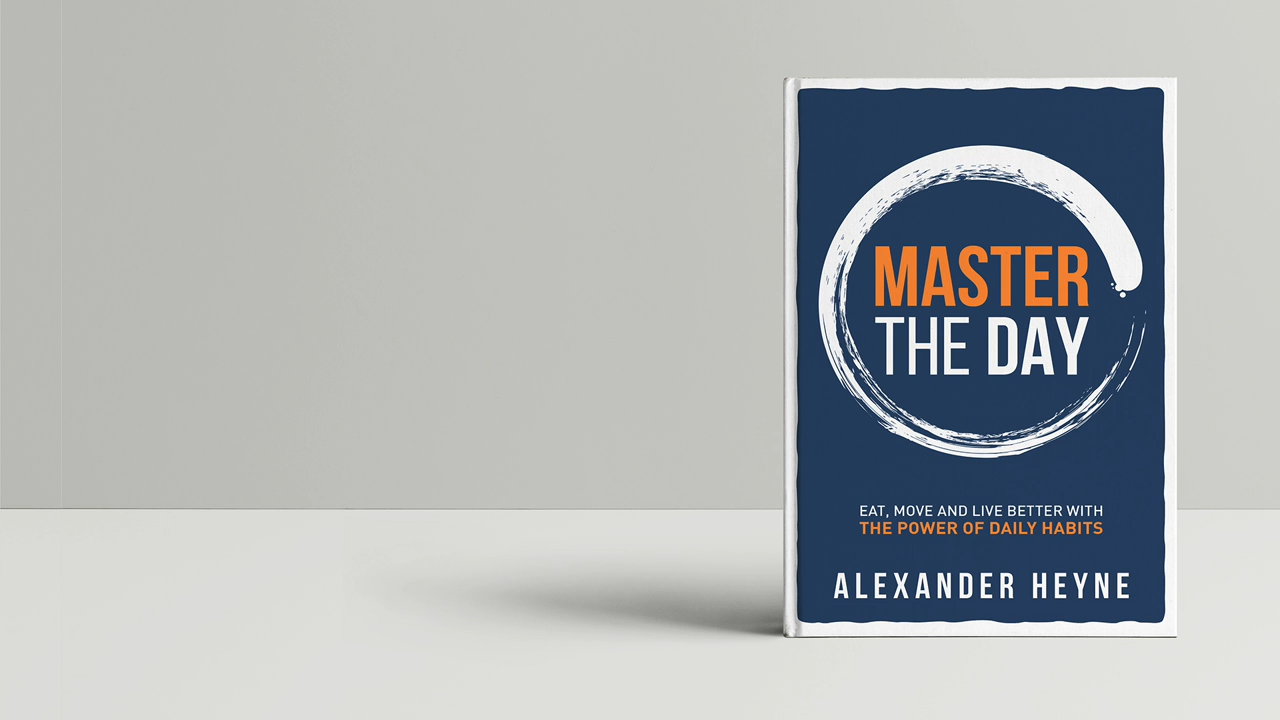 MASTER
THE DAY
EAT, MOVE AND LIVE BETTER WITH
THE POWER OF DAILY HABITS
ALEXANDER HEYNE